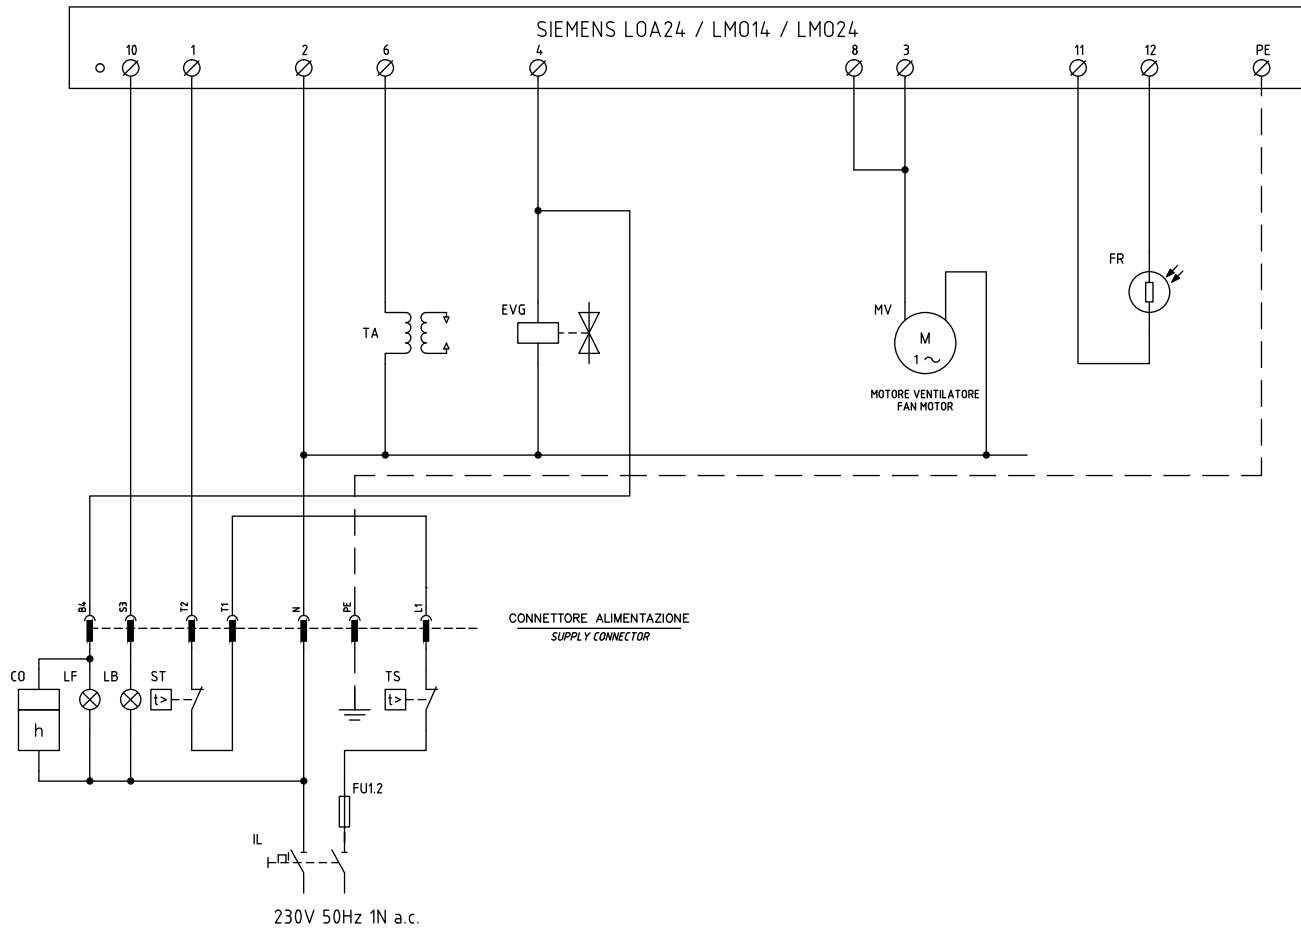 SIEMENS LOA24 / LMO14 / LMO24
10 1 2 6 4 8 3 11 12 PE
FR
EVG
MV
TA
M
1~
MOTORE VENTILATORE
FAN MOTOR
B4 S3 T2 T1 N PE L1
CONNETTORE ALIMENTAZIONE
SUPPLY CONNECTOR
CO LF LB ST TS
t> t>
h
FU1.2
IL
230V 50Hz 1N a.c.